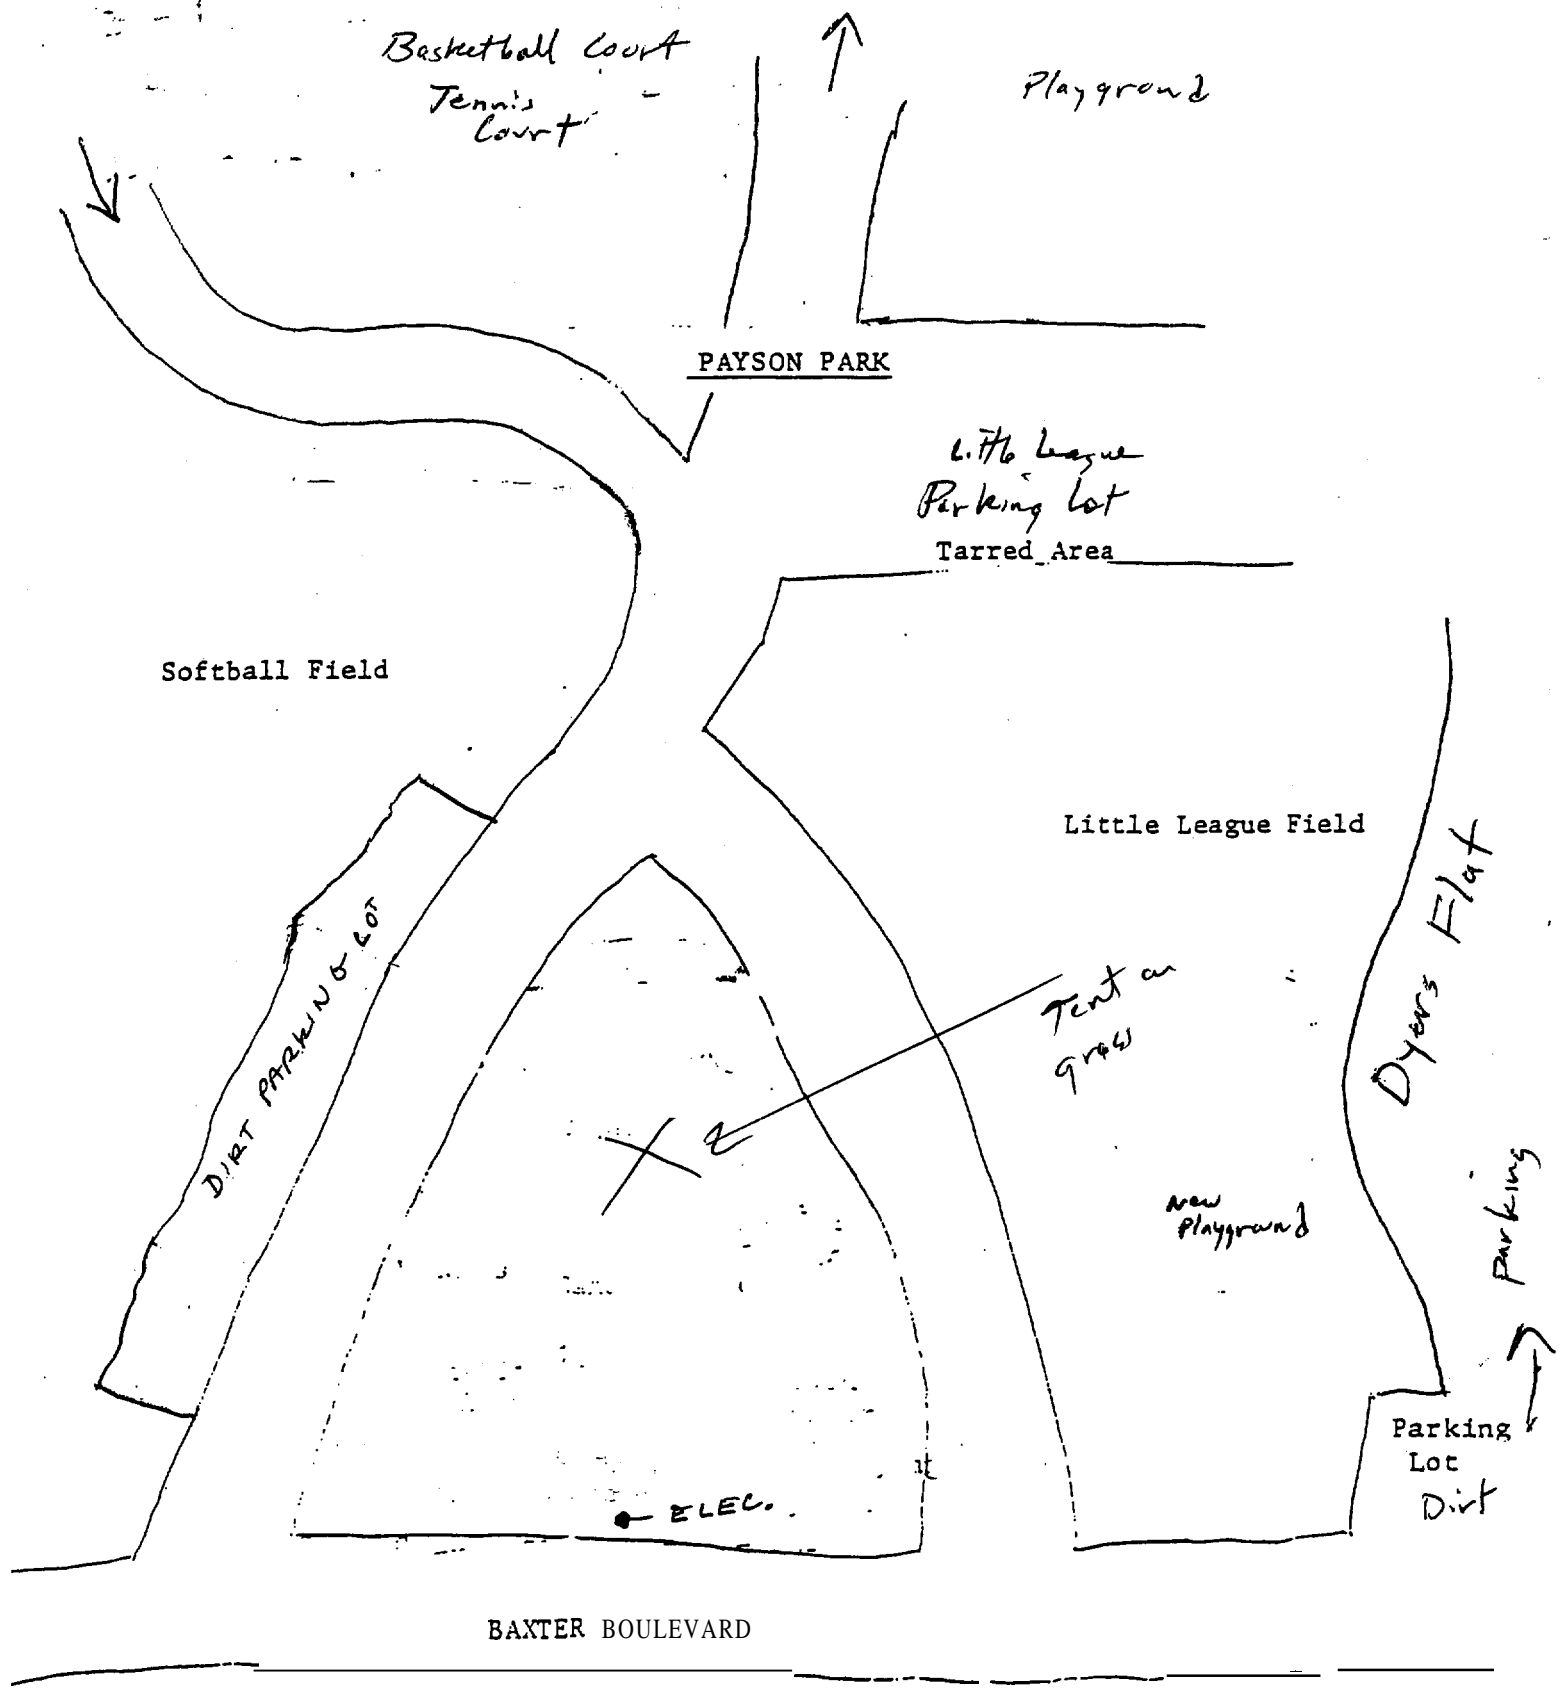 Basketball Court
Tennis
Court
Playground
PAYSON PARK
Little League
Parking Lot
Tarred Area
Softball Field
Little League Field
Dyers Flat
DIRT PARKING LOT
Tent on
grass
New
Playground
Parking
Parking
Lot
Dirt
ELEC.
BAXTER BOULEVARD